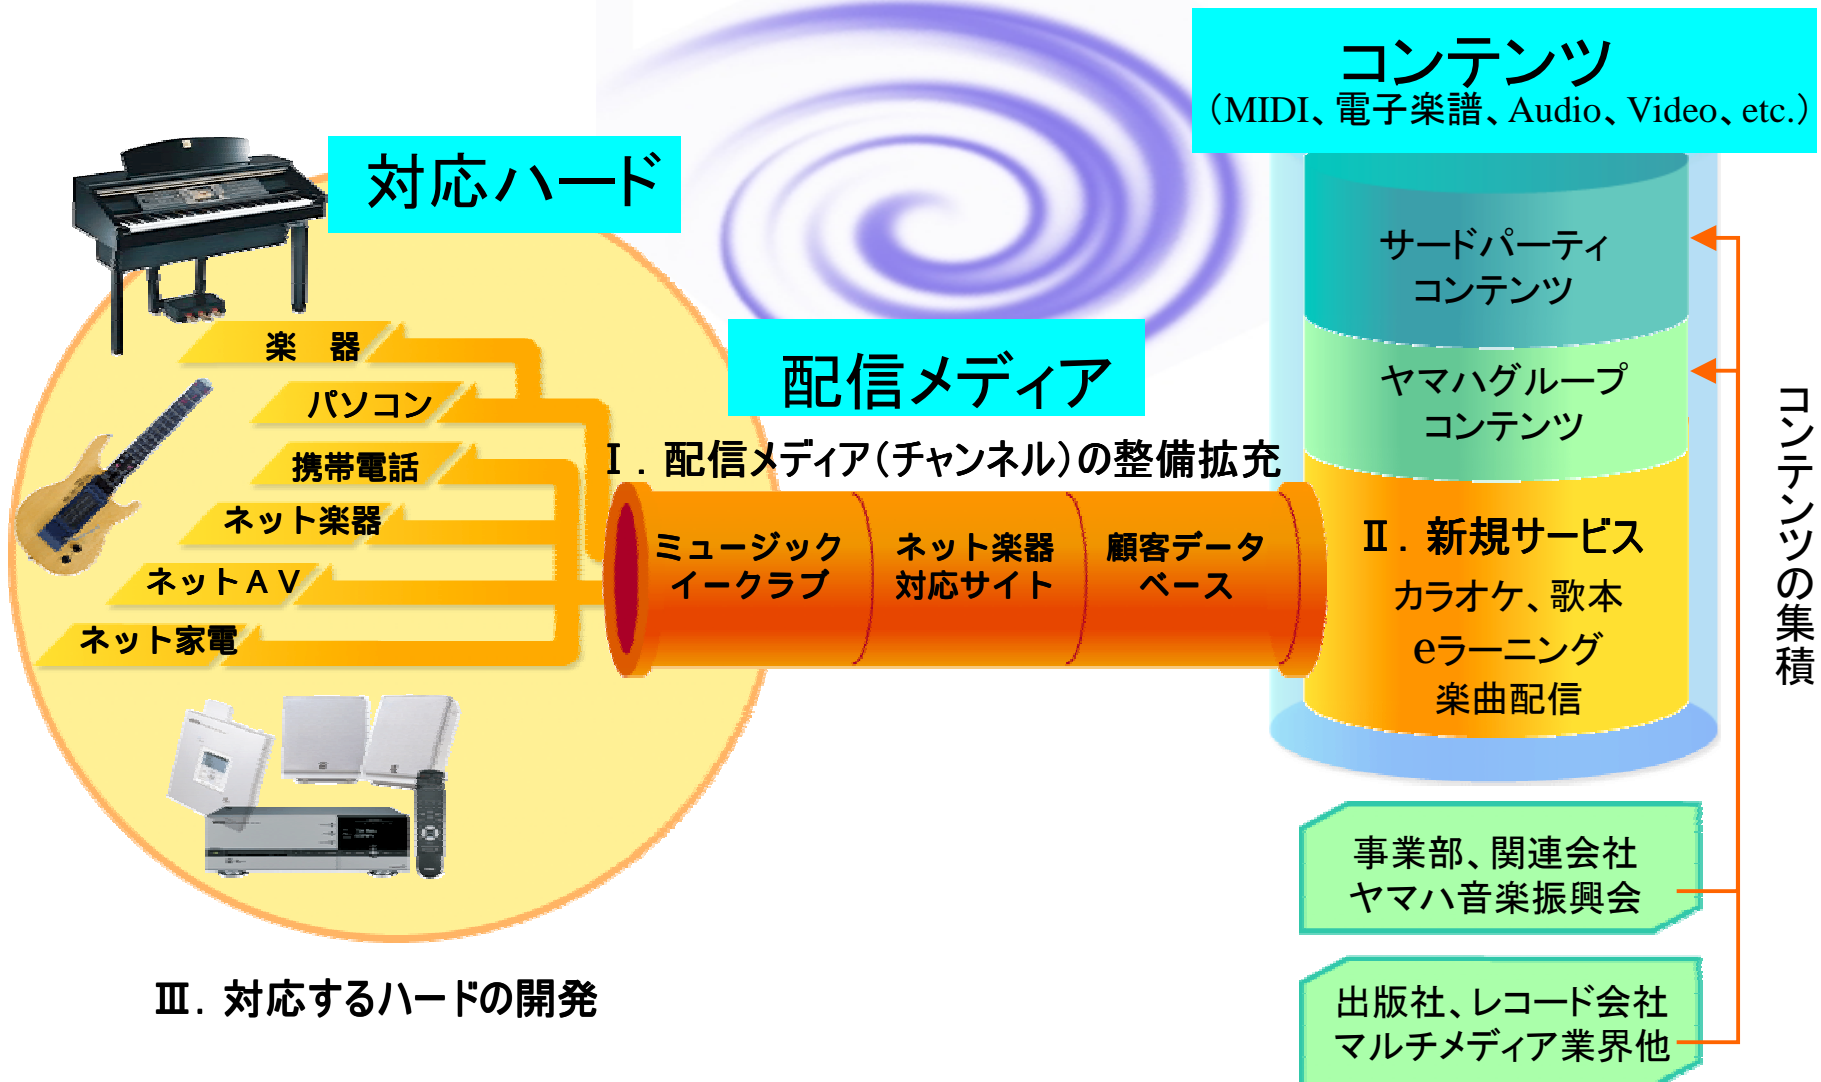 コンテンツ
（MIDI、電子楽譜、Audio、Video、etc.）
対応ハード
サードパーティ
コンテンツ
楽　器
配信メディア
ヤマハグループ
コンテンツ
パソコン
携帯電話
Ⅰ．配信メディア（チャンネル）の整備拡充
ネット楽器
ネットＡＶ
ネット家電
ミュージック
イークラブ
ネット楽器
対応サイト
顧客データ
ベース
Ⅱ．新規サービス
カラオケ、歌本
eラーニング
楽曲配信
コンテンツの集積
事業部、関連会社
ヤマハ音楽振興会
Ⅲ．対応するハードの開発
出版社、レコード会社
マルチメディア業界他